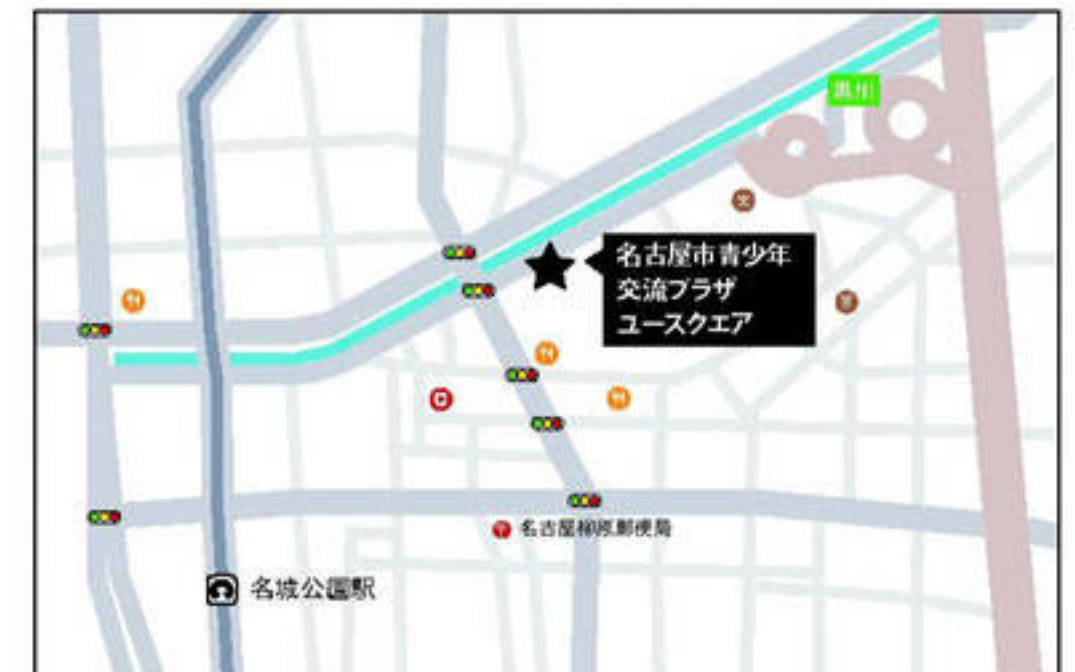 黒川
名古屋市青少年
交流プラザ
ユースクエア
名古屋柳原郵便局
名城公園駅